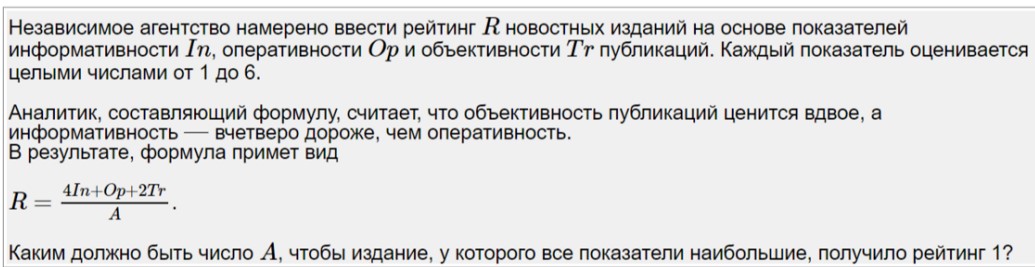 Независимое агентство намерено ввести рейтинг R новостных изданий на основе показателей
информативности In, оперативности Op и объективности Tr публикаций. Каждый показатель оценивается
целыми числами от 1 до 6.
Аналитик, составляющий формулу, считает, что объективность публикаций ценится вдвое, а
информативность — вчетверо дороже, чем оперативность.
В результате, формула примет вид
R = \frac{4In+Op+2Tr}{A}.
Каким должно быть число A, чтобы издание, у которого все показатели наибольшие, получило рейтинг 1?